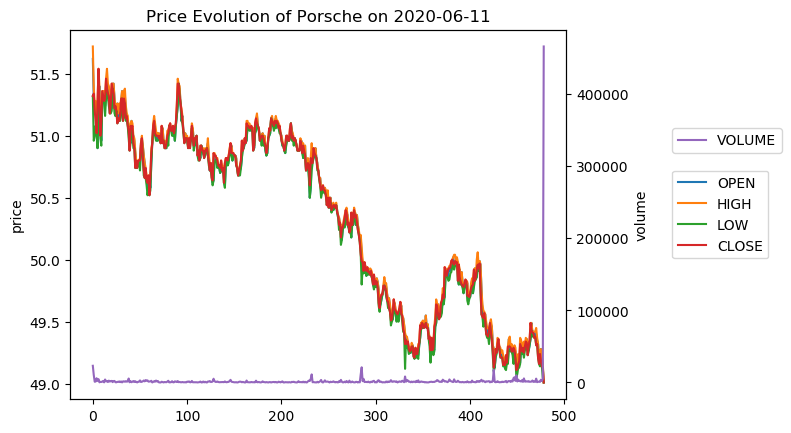 Price Evolution of Porsche on 2020-06-11
price
51.5
51.0
50.5
50.0
49.5
49.0
0
100
200
300
400
500
400000
300000
200000
100000
0
volume
VOLUME
OPEN
HIGH
LOW
CLOSE